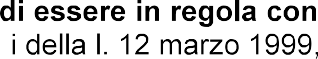 di essere in regola con
i della l. 12 marzo 1999,